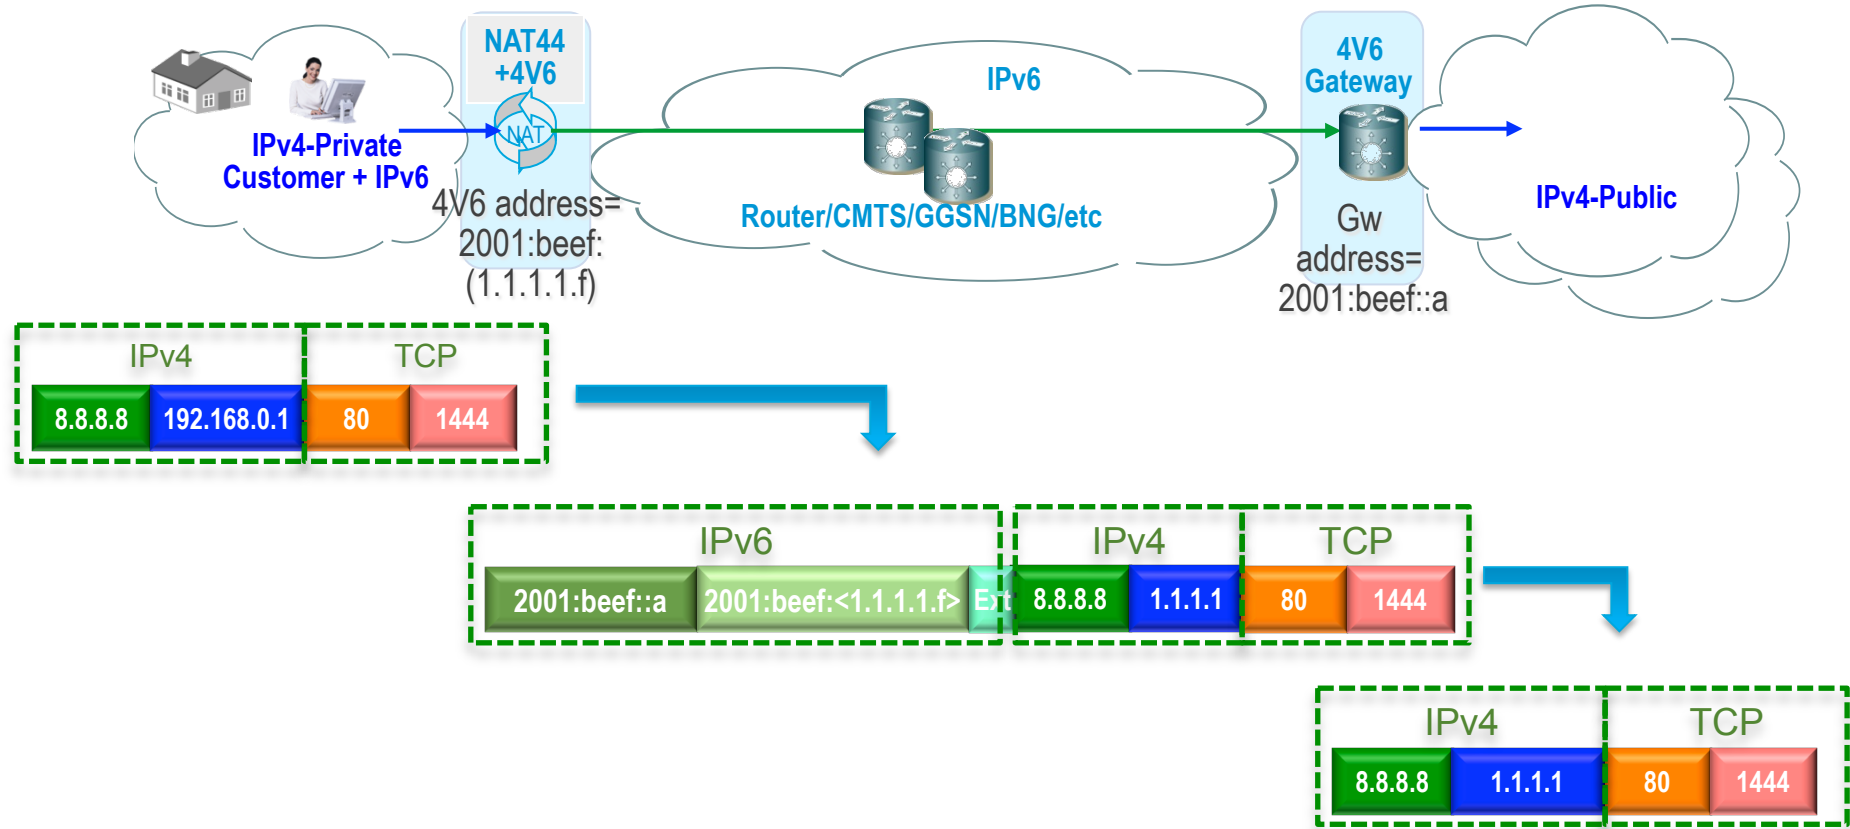 NAT44
+4V6
NAT
IPv4-Private
Customer + IPv6
4V6 address=
2001:beef:
(1.1.1.1.f)
IPv6
Router/CMTS/GGSN/BNG/etc
4V6
Gateway
Gw
address=
2001:beef::a
IPv4-Public
IPv4 TCP
8.8.8.8 192.168.0.1 80 1444
IPv6 IPv4 TCP
2001:beef::a 2001:beef:<1.1.1.1.f> Ext 8.8.8.8 1.1.1.1 80 1444
IPv4 TCP
8.8.8.8 1.1.1.1 80 1444